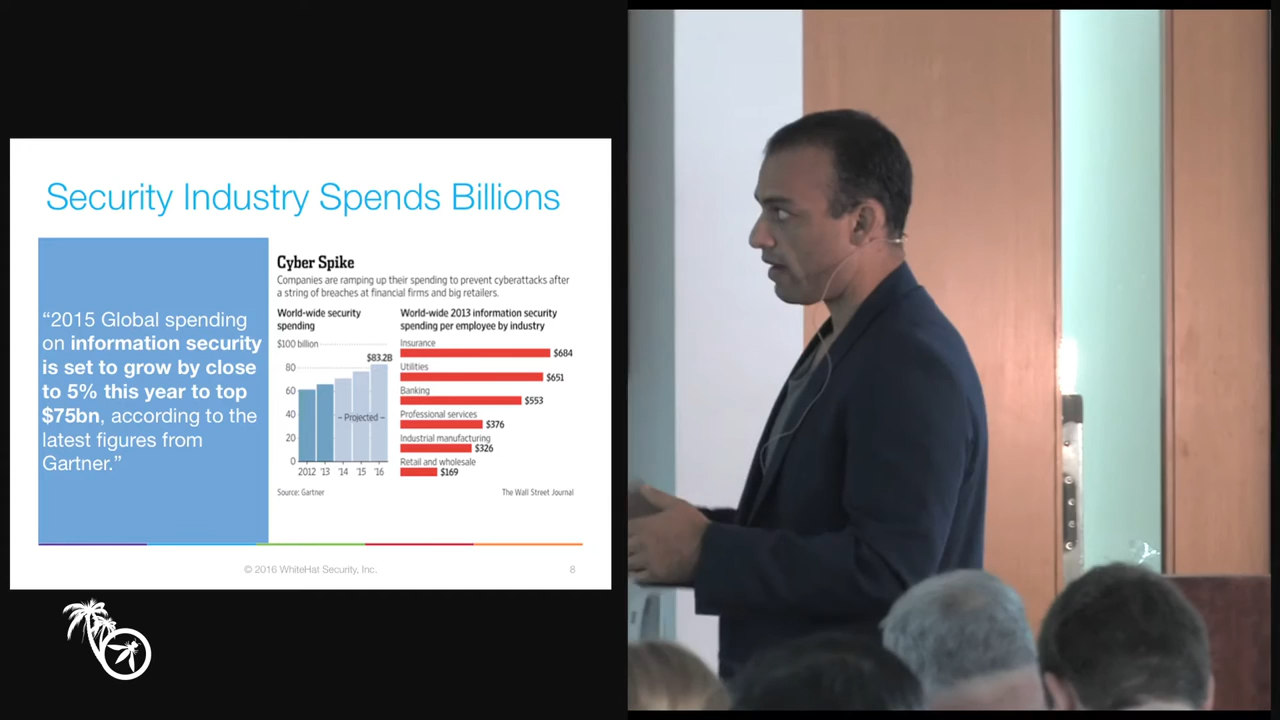 Security Industry Spends Billions
“2015 Global spending
on information security
is set to grow by close
to 5% this year to top
$75bn, according to the
latest figures from
Gartner.”
Cyber Spike
Companies are ramping up their spending to prevent cyberattacks after
a string of breaches at financial firms and big retailers.
World-wide security
spending
$100 billion
$83.2B
80
60
40
20
0
– Projected –
2012 '13 '14 '15 '16
World-wide 2013 information security
spending per employee by industry
Insurance
$684
Utilities
$651
Banking
$553
Professional services
$376
Industrial manufacturing
$326
Retail and wholesale
$169
Source: Gartner
The Wall Street Journal
© 2016 WhiteHat Security, Inc.
8